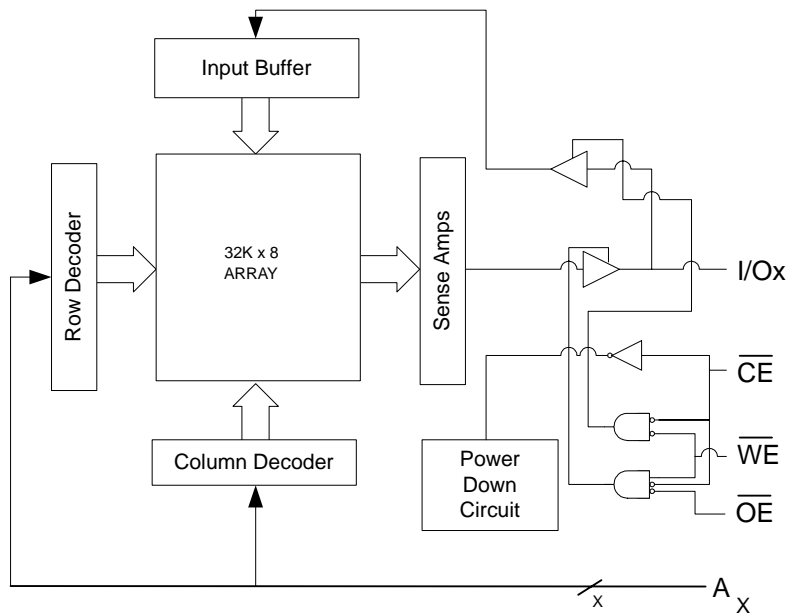 Input Buffer
Row Decoder
32K x 8
ARRAY
Sense Amps
I/Ox
CE
Column Decoder
Power
Down
Circuit
WE
OE
X
A X